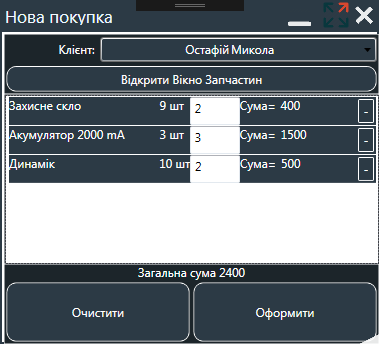 Нова покупка
Клієнт: Остафій Микола
Відкрити Вікно Запчастин
Захисне скло 9 шт 2 Сума= 400 -
Акумулятор 2000 mA 3 шт 3 Сума= 1500 -
Динамік 10 шт 2 Сума= 500 -
Загальна сума 2400
Очистити Оформити